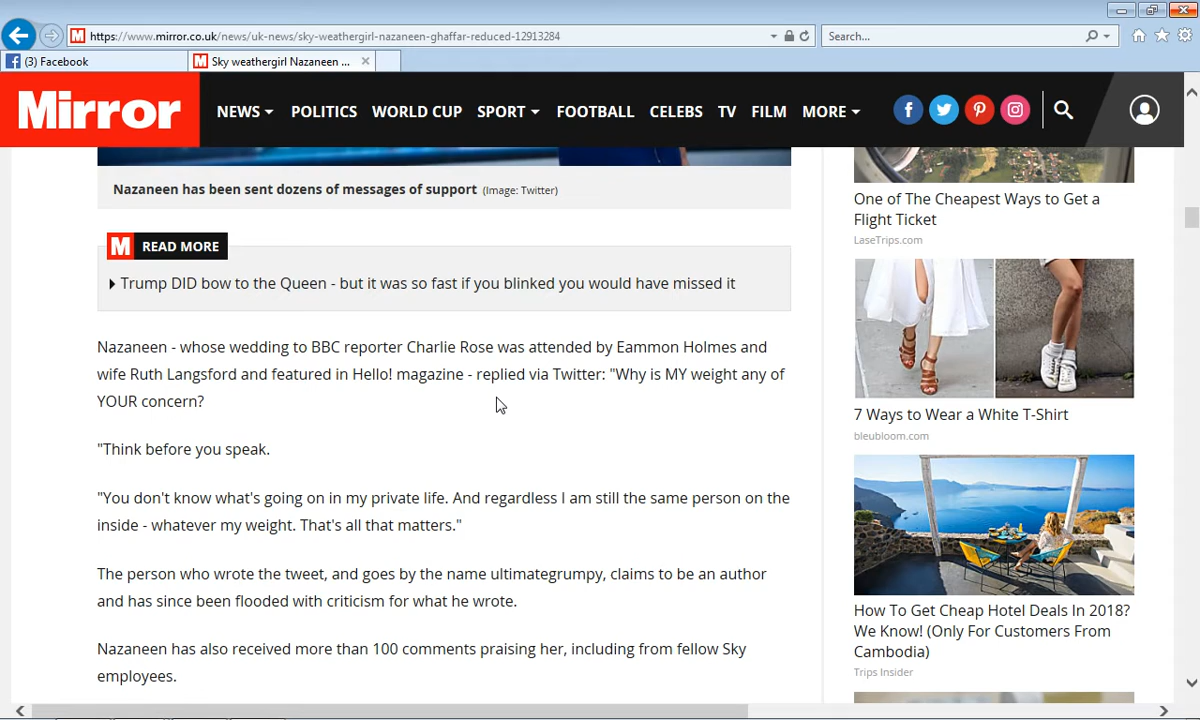 https://www.mirror.co.uk/news/uk-news/sky-weathergirl-nazaneen-ghaffar-reduced-12913284
Search...
(3) Facebook
M Sky weathergirl Nazaneen ...
Mirror
NEWS POLITICS WORLD CUP SPORT FOOTBALL CELEBS TV FILM MORE
Nazaneen has been sent dozens of messages of support (Image: Twitter)
M READ MORE
Trump DID bow to the Queen - but it was so fast if you blinked you would have missed it
Nazaneen - whose wedding to BBC reporter Charlie Rose was attended by Eammon Holmes and
wife Ruth Langsford and featured in Hello! magazine - replied via Twitter: "Why is MY weight any of
YOUR concern?
"Think before you speak.
"You don't know what's going on in my private life. And regardless I am still the same person on the
inside - whatever my weight. That's all that matters."
The person who wrote the tweet, and goes by the name ultimategrumpy, claims to be an author
and has since been flooded with criticism for what he wrote.
Nazaneen has also received more than 100 comments praising her, including from fellow Sky
employees.
One of The Cheapest Ways to Get a
Flight Ticket
LaseTrips.com
7 Ways to Wear a White T-Shirt
bleubloom.com
How To Get Cheap Hotel Deals In 2018?
We Know! (Only For Customers From
Cambodia)
Trips Insider